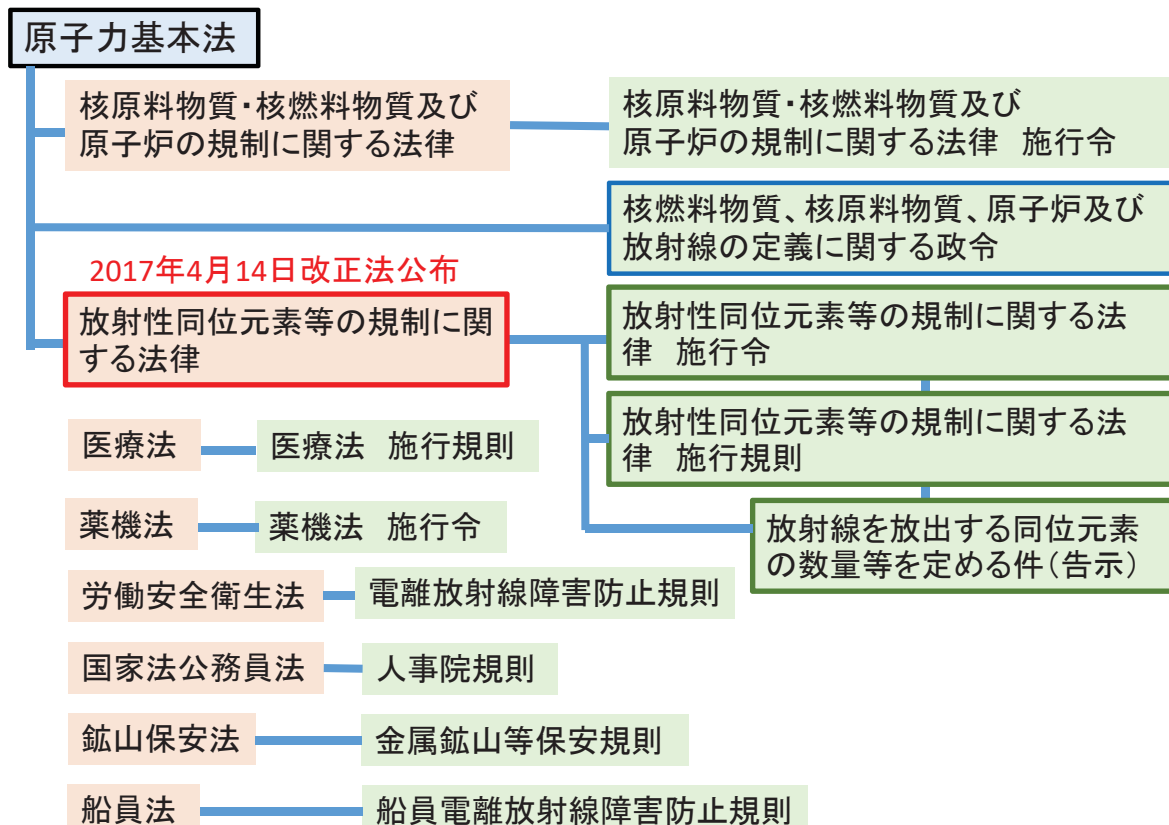 原子力基本法
核原料物質・核燃料物質及び
原子炉の規制に関する法律
核原料物質・核燃料物質及び
原子炉の規制に関する法律　施行令
核燃料物質、核原料物質、原子炉及び
放射線の定義に関する政令
2017年4月14日改正法公布
放射性同位元素等の規制に関
する法律
放射性同位元素等の規制に関する法
律　施行令
放射性同位元素等の規制に関する法
律　施行規則
放射線を放出する同位元素
の数量等を定める件（告示）
医療法
医療法　施行規則
薬機法
薬機法　施行令
労働安全衛生法
電離放射線障害防止規則
国家法公務員法
人事院規則
鉱山保安法
金属鉱山等保安規則
船員法
船員電離放射線障害防止規則